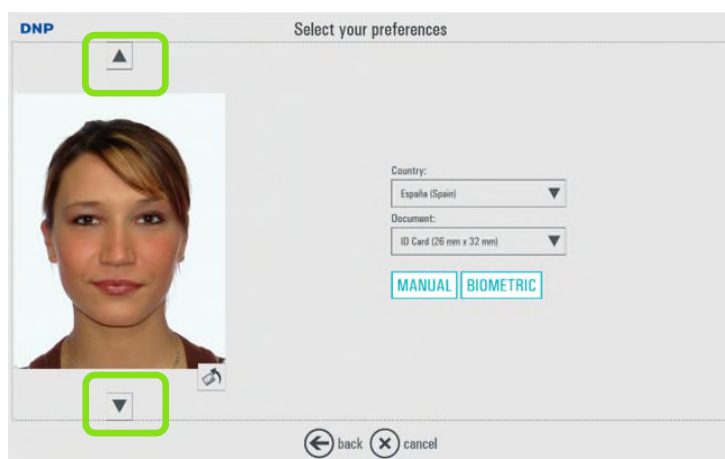 DNP
Select your preferences
Country:
España (Spain)
Document:
ID Card (26 mm x 32 mm)
MANUAL
BIOMETRIC
back
cancel